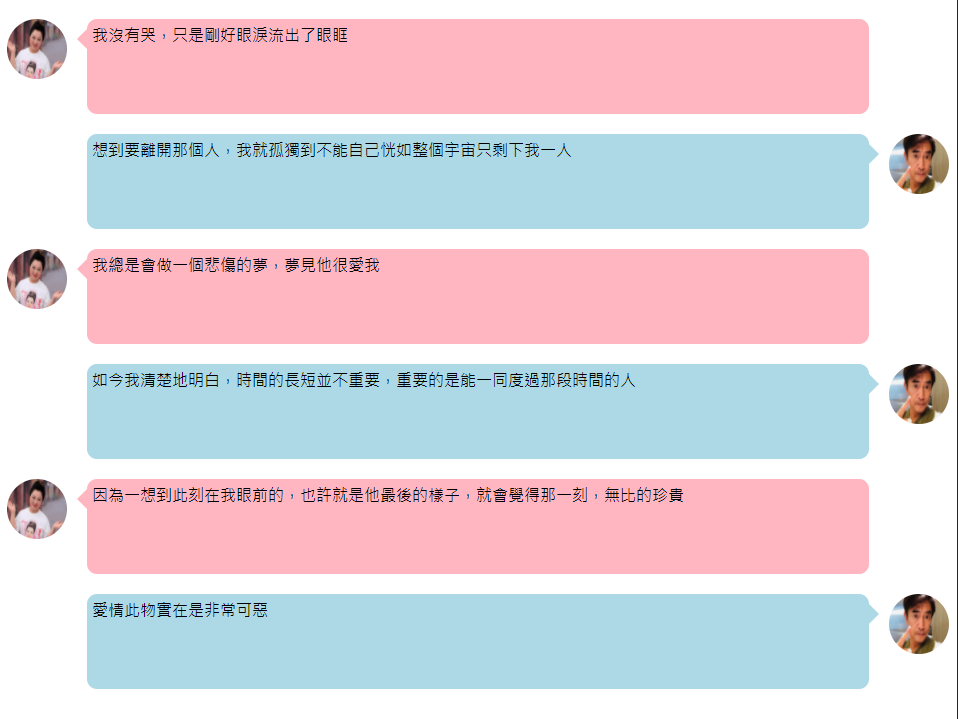 我沒有哭，只是剛好眼淚流出了眼眶
想到要離開那個人，我就孤獨到不能自己恍如整個宇宙只剩下我一人
我總是會做一個悲傷的夢，夢見他很愛我
如今我清楚地明白，時間的長短並不重要，重要的是能一同度過那段時間的人
因為一想到此刻在我眼前的，也許就是他最後的樣子，就會覺得那一刻，無比的珍貴
愛情此物實在是非常可惡